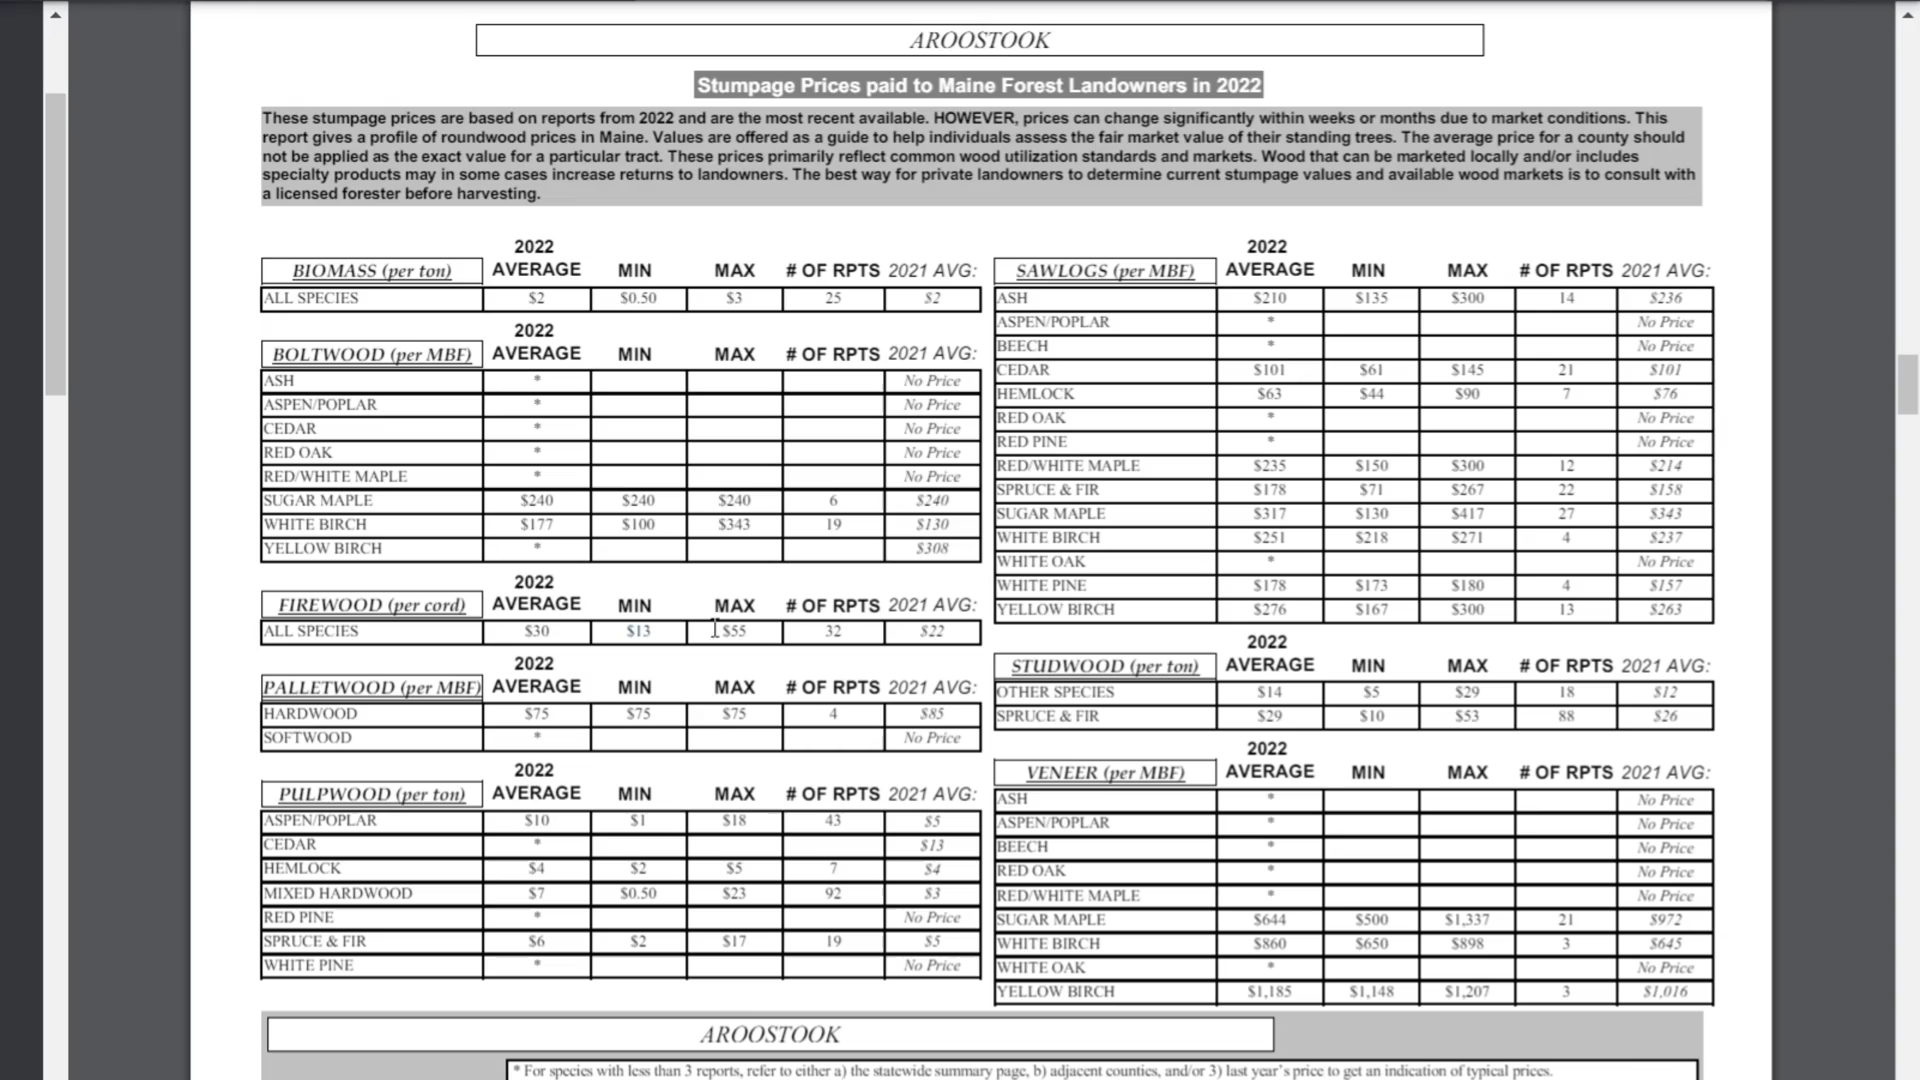 AROOSTOOK
Stumpage Prices paid to Maine Forest Landowners in 2022
These stumpage prices are based on reports from 2022 and are the most recent available. HOWEVER, prices can change significantly within weeks or months due to market conditions. This
report gives a profile of roundwood prices in Maine. Values are offered as a guide to help individuals assess the fair market value of their standing trees. The average price for a county should
not be applied as the exact value for a particular tract. These prices primarily reflect common wood utilization standards and markets. Wood that can be marketed locally and/or includes
specialty products may in some cases increase returns to landowners. The best way for private landowners to determine current stumpage values and available wood markets is to consult with
a licensed forester before harvesting.
2022
BIOMASS (per ton) AVERAGE MIN MAX # OF RPTS 2021 AVG:
ALL SPECIES $2 $0.50 $3 25 $2
2022
BOLTWOOD (per MBF) AVERAGE MIN MAX # OF RPTS 2021 AVG:
ASH * No Price
ASPEN/POPLAR * No Price
CEDAR * No Price
RED OAK * No Price
RED/WHITE MAPLE * No Price
SUGAR MAPLE $240 $240 $240 6 $240
WHITE BIRCH $177 $100 $343 19 $130
YELLOW BIRCH * $308
2022
FIREWOOD (per cord) AVERAGE MIN MAX # OF RPTS 2021 AVG:
ALL SPECIES $30 $13 $55 32 $22
2022
PALLETWOOD (per MBF) AVERAGE MIN MAX # OF RPTS 2021 AVG:
HARDWOOD $75 $75 $75 4 $85
SOFTWOOD * No Price
2022
PULPWOOD (per ton) AVERAGE MIN MAX # OF RPTS 2021 AVG:
ASPEN/POPLAR $10 $1 $18 43 $5
CEDAR * $13
HEMLOCK $4 $2 $5 7 $4
MIXED HARDWOOD $7 $0.50 $23 92 $3
RED PINE * No Price
SPRUCE & FIR $6 $2 $17 19 $5
WHITE PINE * No Price
2022
SAWLOGS (per MBF) AVERAGE MIN MAX # OF RPTS 2021 AVG:
ASH $210 $135 $300 14 $236
ASPEN/POPLAR * No Price
BEECH * No Price
CEDAR $101 $61 $145 21 $101
HEMLOCK $63 $44 $90 7 $76
RED OAK * No Price
RED PINE * No Price
RED/WHITE MAPLE $235 $150 $300 12 $214
SPRUCE & FIR $178 $71 $267 22 $158
SUGAR MAPLE $317 $130 $417 27 $343
WHITE BIRCH $251 $218 $271 4 $237
WHITE OAK * No Price
WHITE PINE $178 $173 $180 4 $157
YELLOW BIRCH $276 $167 $300 13 $263
2022
STUDWOOD (per ton) AVERAGE MIN MAX # OF RPTS 2021 AVG:
OTHER SPECIES $14 $5 $29 18 $12
SPRUCE & FIR $29 $10 $53 88 $26
2022
VENEER (per MBF) AVERAGE MIN MAX # OF RPTS 2021 AVG:
ASH * No Price
ASPEN/POPLAR * No Price
BEECH * No Price
RED OAK * No Price
RED/WHITE MAPLE * No Price
SUGAR MAPLE $644 $500 $1,337 21 $972
WHITE BIRCH $860 $650 $898 3 $645
WHITE OAK * No Price
YELLOW BIRCH $1,185 $1,148 $1,207 3 $1,016
AROOSTOOK
* For species with less than 3 reports, refer to either a) the statewide summary page, b) adjacent counties, and/or 3) last year's price to get an indication of typical prices.